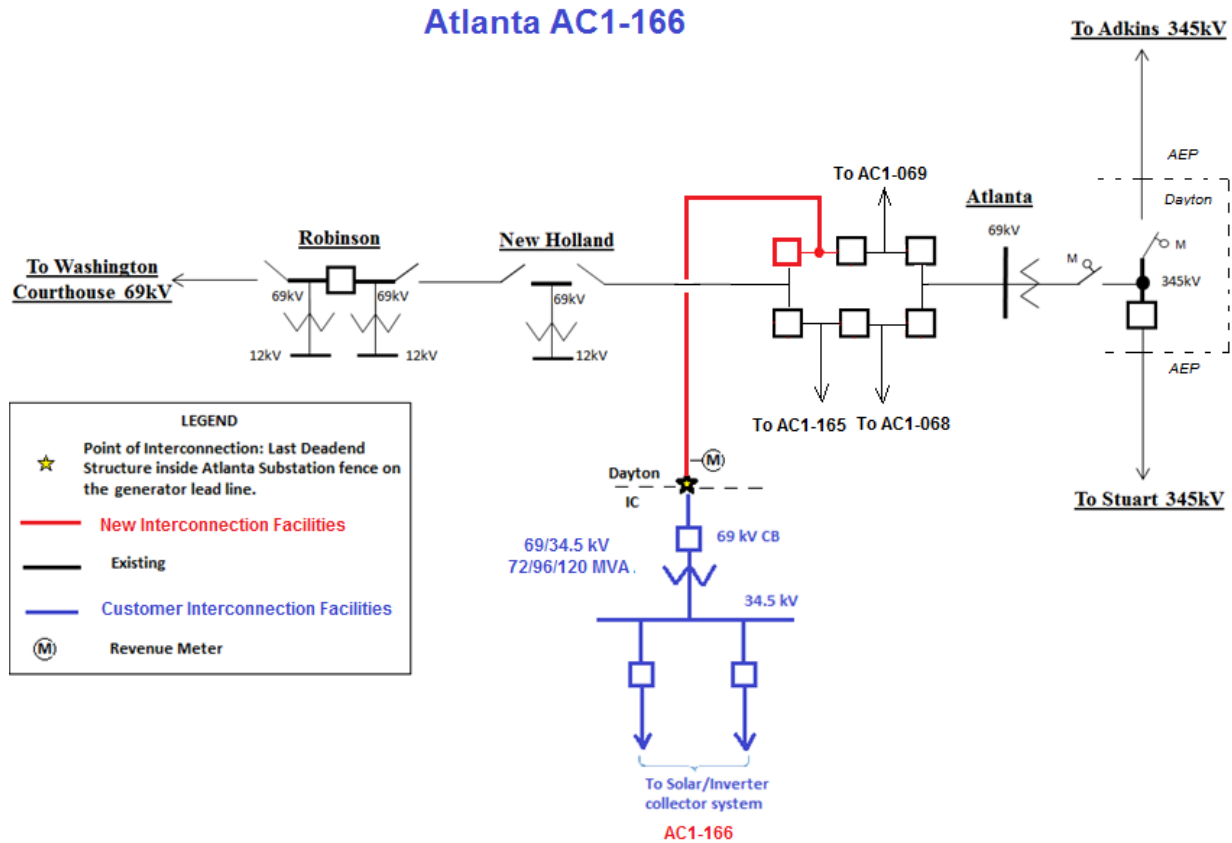 Atlanta AC1-166
To Adkins 345kV
AEP
Dayton
To AC1-069
Atlanta
69kV
M
M
345kV
AEP
To Stuart 345kV
Robinson
New Holland
To Washington
Courthouse 69kV
69kV
69kV
69kV
12kV
12kV
12kV
To AC1-165
To AC1-068
LEGEND
Point of Interconnection: Last Deadend
Structure inside Atlanta Substation fence on
the generator lead line.
New Interconnection Facilities
Existing
Customer Interconnection Facilities
M
Revenue Meter
M
Dayton
IC
69 kV CB
69/34.5 kV
72/96/120 MVA .
34.5 kV
To Solar/Inverter
collector system
AC1-166